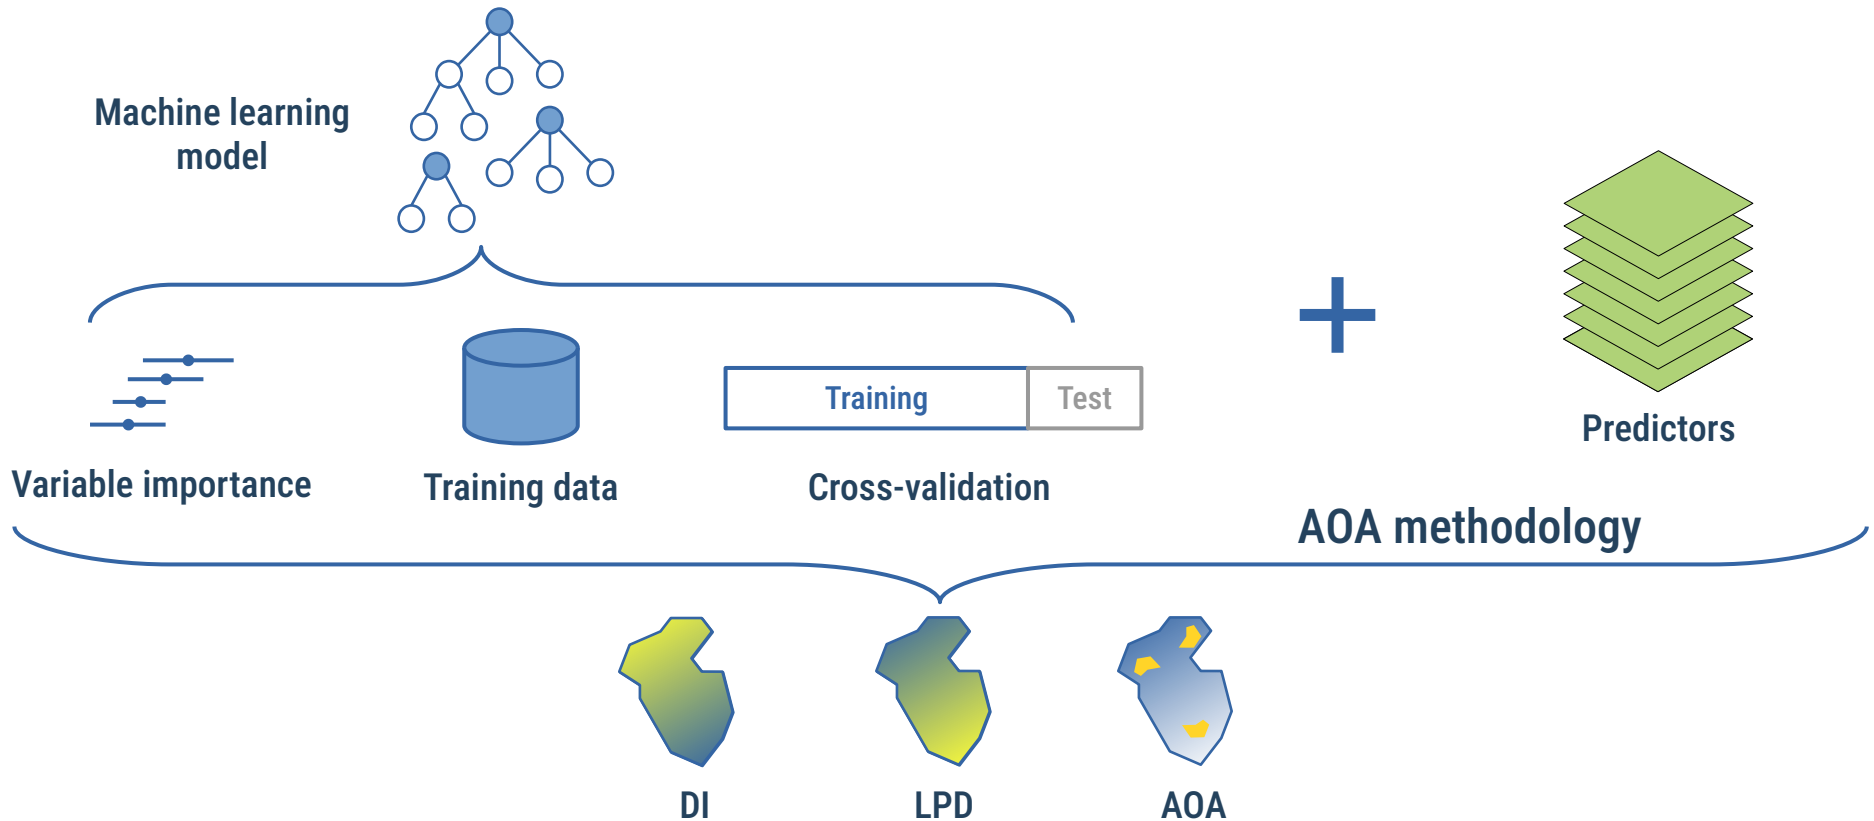 Machine learning
model
Training
Test
Predictors
Variable importance
Training data
Cross-validation
AOA methodology
DI
LPD
AOA